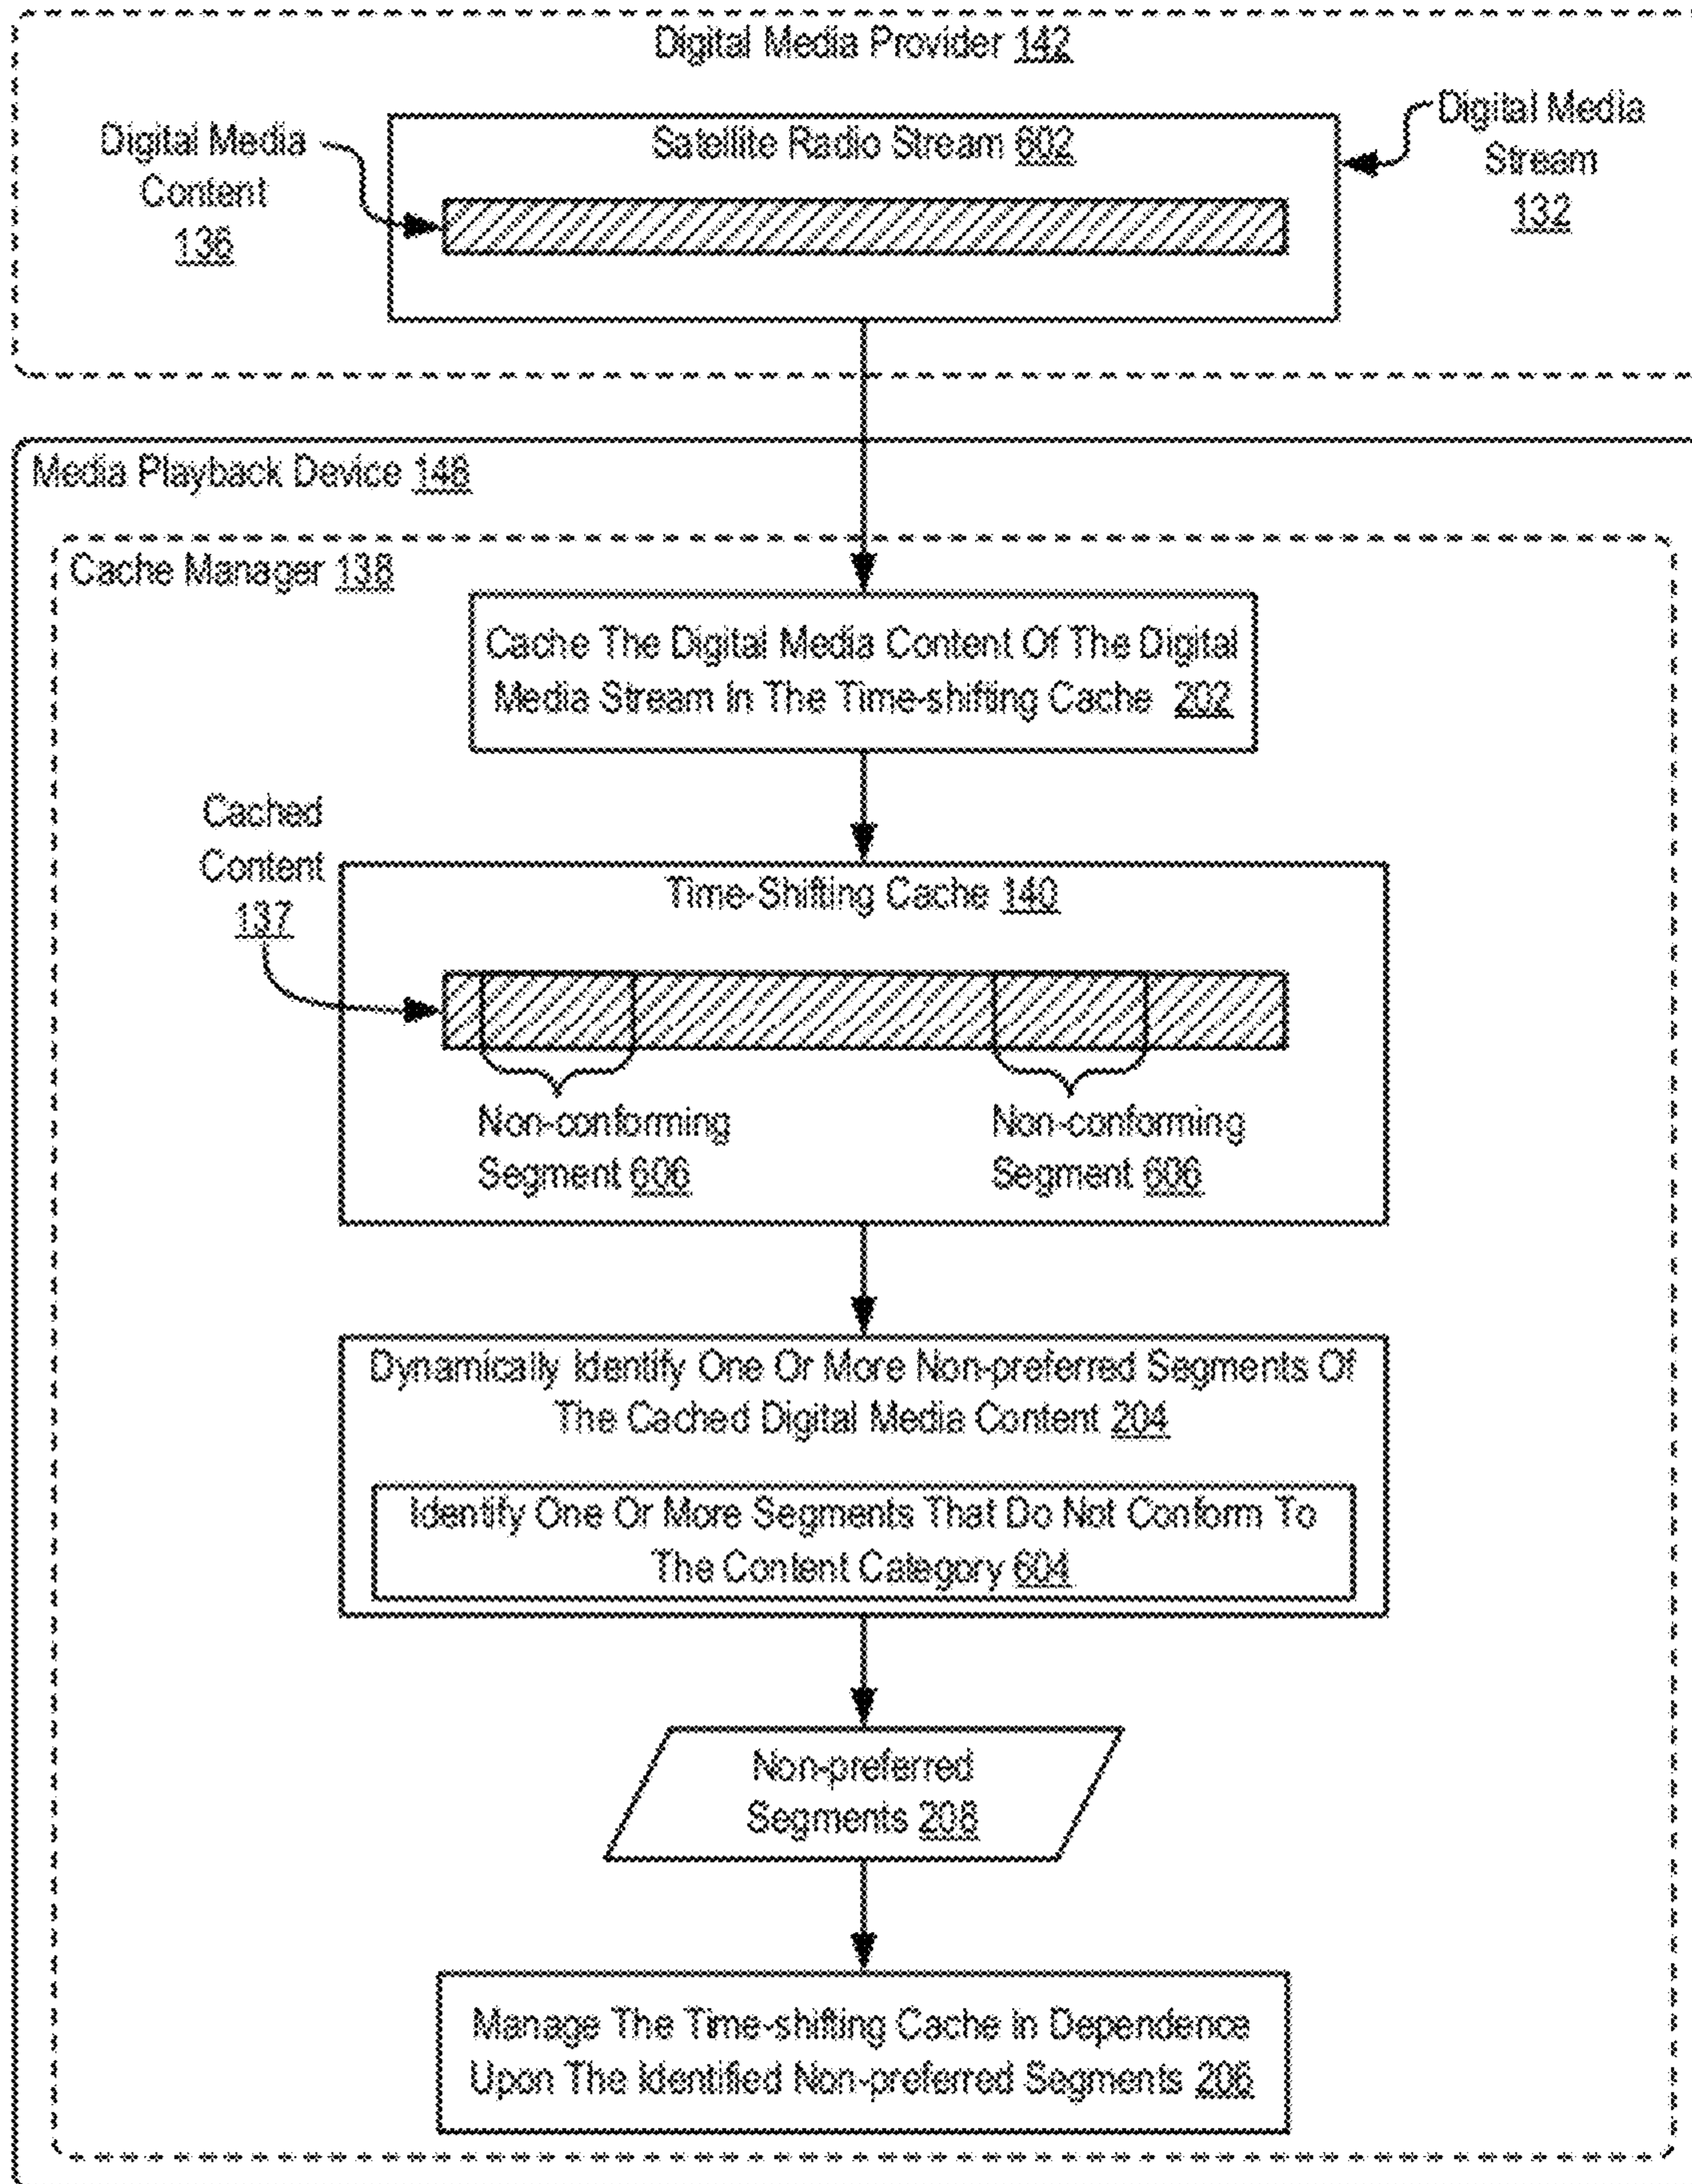 Digital Media Provider 142
Digital Media
Content
136
Satellite Radio Stream 602
Digital Media
Stream
132
Media Playback Device 148
Cache Manager 138
Cache The Digital Media Content Of The Digital
Media Stream In The Time-shifting Cache 202
Cached
Content
137
Time-Shifting Cache 140
Non-conforming
Segment 606
Non-conforming
Segment 606
Dynamically Identify One Or More Non-preferred Segments Of
The Cached Digital Media Content 204
Identify One Or More Segments That Do Not Conform To
The Content Category 604
Non-preferred
Segments 208
Manage The Time-shifting Cache In Dependence
Upon The Identified Non-preferred Segments 206